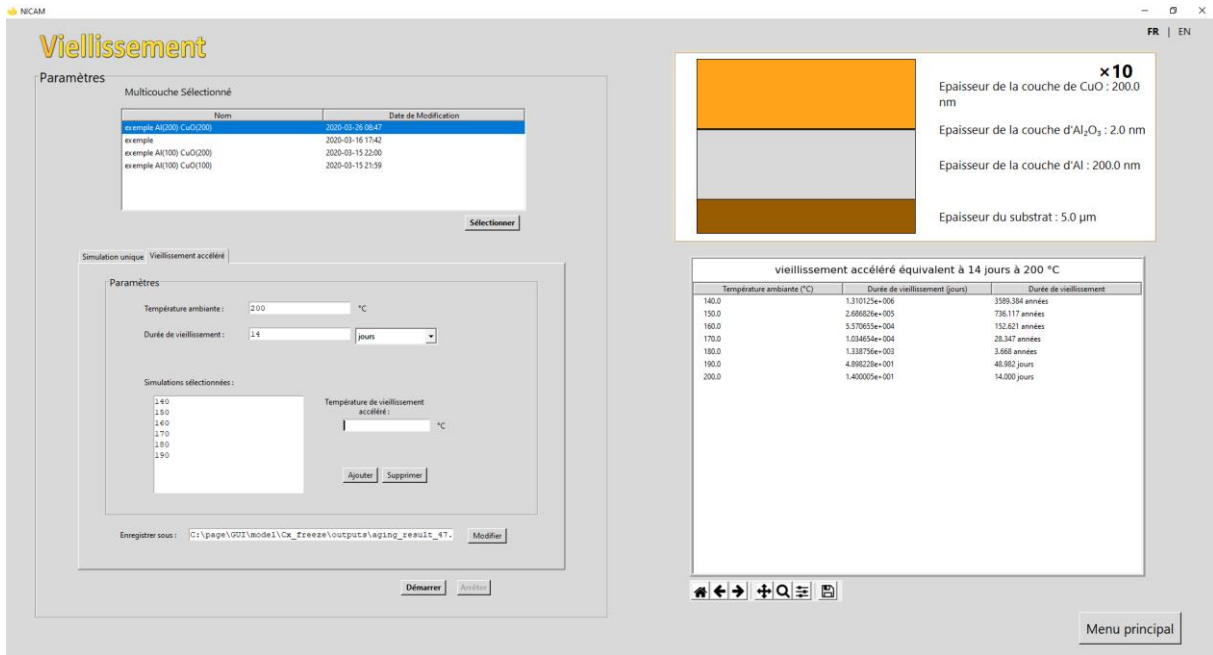 NICAM
FR | EN
Viellissement
Paramètres
Multicouche Sélectionné
Nom Date de Modification
exemple Al(200) CuO(200) 2020-03-26 08:47
exemple 2020-03-16 17:42
exemple Al(100) CuO(200) 2020-03-15 22:00
exemple Al(100) CuO(100) 2020-03-15 21:59
Sélectionner
Simulation unique Vieillissement accéléré
Paramètres
Température ambiante : 200 °C
Durée de vieillissement : 14 jours
Simulations sélectionnées :
140
150
160
170
180
190
Température de vieillissement
accéléré :
°C
Ajouter Supprimer
Enregistrer sous : C:\page\GUI\model\Cx_freeze\outputs\aging_result_47. Modifier
Démarrer Arrêter
×10
Epaisseur de la couche de CuO : 200.0
nm
Epaisseur de la couche d'Al₂O₃ : 2.0 nm
Epaisseur de la couche d'Al : 200.0 nm
Epaisseur du substrat : 5.0 µm
vieillissement accéléré équivalent à 14 jours à 200 °C
Température ambiante (°C) Durée de vieillissement (jours) Durée de vieillissement
140.0 1.310125e+006 3589.384 années
150.0 2.686826e+005 736.117 années
160.0 5.570655e+004 152.621 années
170.0 1.034654e+004 28.347 années
180.0 1.338756e+003 3.668 années
190.0 4.898228e+001 48.982 jours
200.0 1.400005e+001 14.000 jours
Menu principal